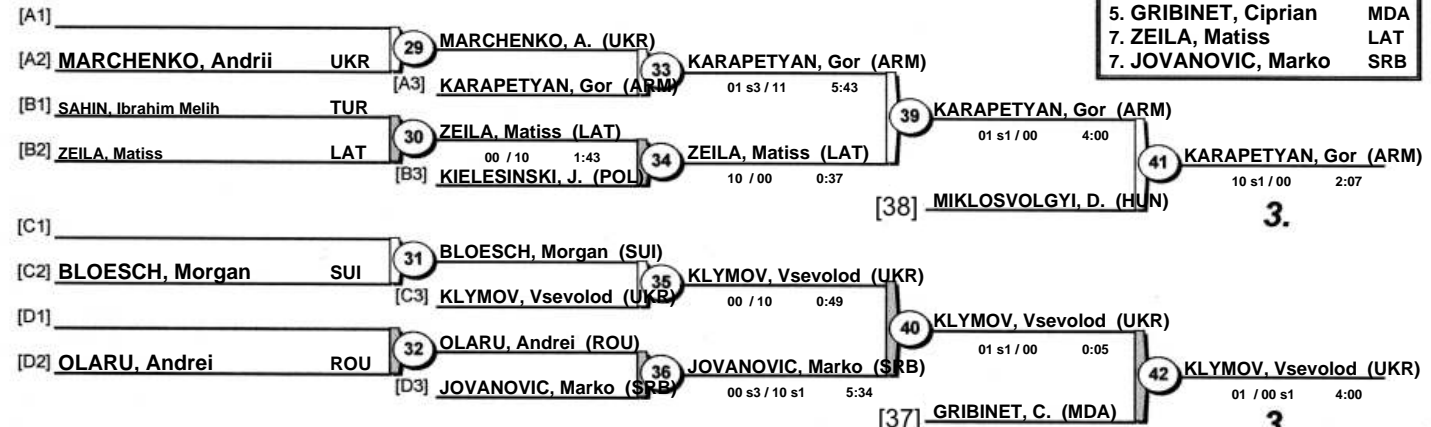 [A1]
[A2] MARCHENKO, Andrii UKR
[B1] SAHIN, Ibrahim Melih TUR
[B2] ZEILA, Matiss LAT
[C1]
[C2] BLOESCH, Morgan SUI
[D1]
[D2] OLARU, Andrei ROU
29
30
31
32
MARCHENKO, A. (UKR)
[A3] KARAPETYAN, Gor (ARM)
ZEILA, Matiss (LAT)
00 / 10 1:43
[B3] KIELESINSKI, J. (POL)
BLOESCH, Morgan (SUI)
[C3] KLYMOV, Vsevolod (UKR)
OLARU, Andrei (ROU)
[D3] JOVANOVIC, Marko (SRB)
33
34
35
36
KARAPETYAN, Gor (ARM)
01 s3 / 11 5:43
ZEILA, Matiss (LAT)
10 / 00 0:37
KLYMOV, Vsevolod (UKR)
00 / 10 0:49
JOVANOVIC, Marko (SRB)
00 s3 / 10 s1 5:34
39
40
KARAPETYAN, Gor (ARM)
01 s1 / 00 4:00
[38] MIKLOSVOLGYI, D. (HUN)
KLYMOV, Vsevolod (UKR)
01 s1 / 00 0:05
[37] GRIBINET, C. (MDA)
41
42
KARAPETYAN, Gor (ARM)
10 s1 / 00 2:07
3.
KLYMOV, Vsevolod (UKR)
01 / 00 s1 4:00
3.
5. GRIBINET, Ciprian MDA
7. ZEILA, Matiss LAT
7. JOVANOVIC, Marko SRB